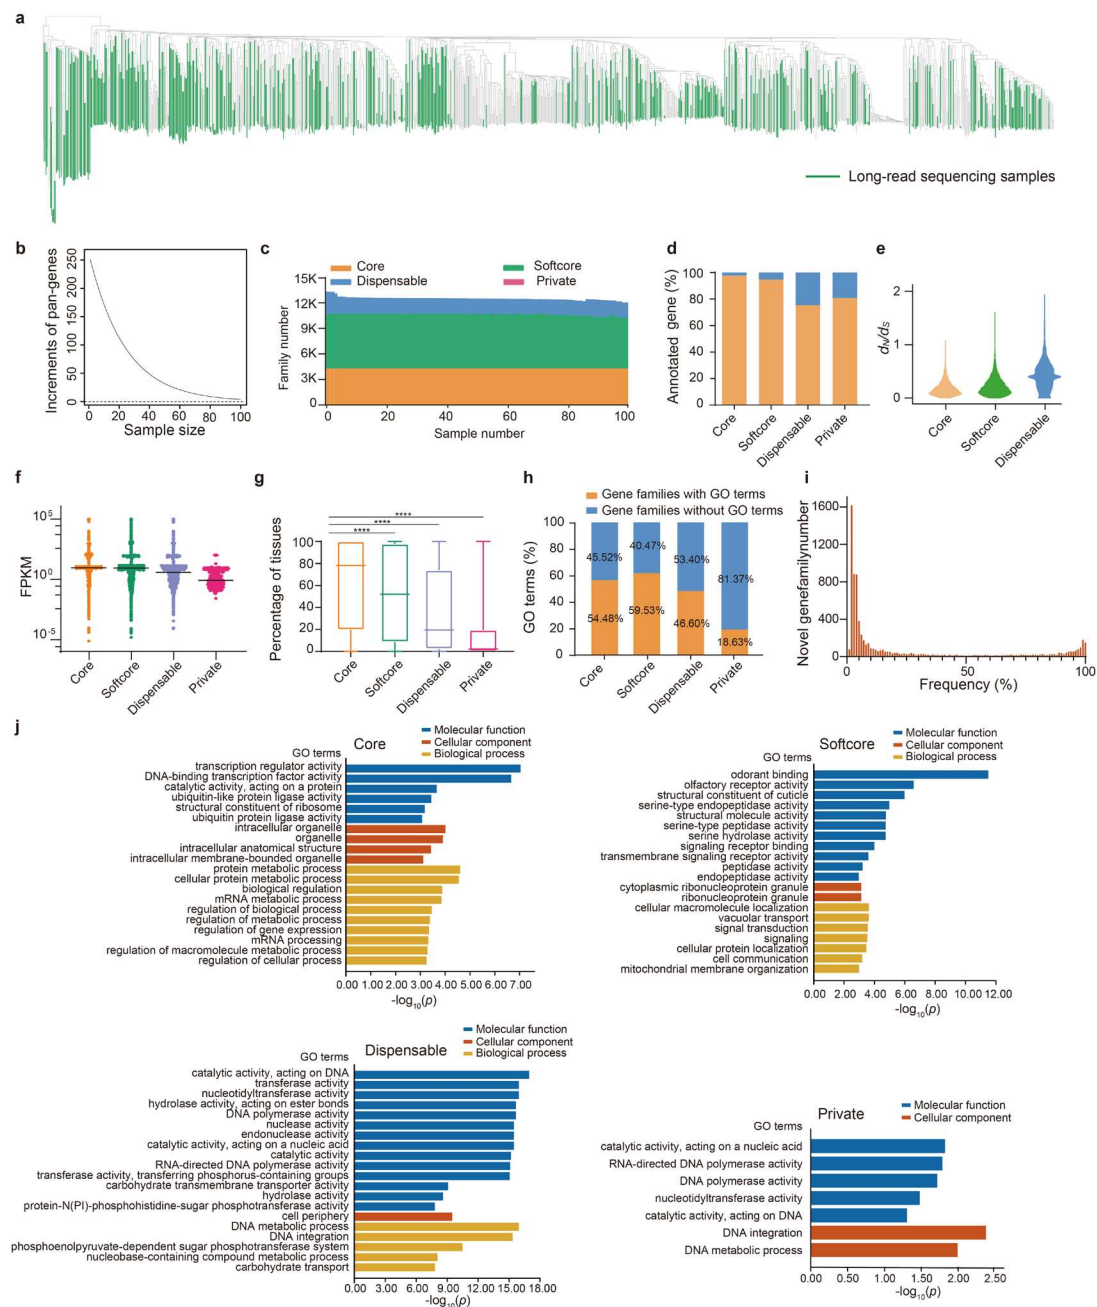 a
Long-read sequencing samples
b
Increments of pan-genes
250
200
150
100
50
0
0 20 40 60 80 100
Sample size
c
Core
Softcore
Dispensable
Private
Family number
15K
12K
9K
6K
3K
0
0 10 20 30 40 50 60 70 80 90 100
Sample number
d
Annotated gene (%)
100
80
60
40
20
0
Core
Softcore
Dispensable
Private
e
dN/dS
2
1
0
Core
Softcore
Dispensable
f
FPKM
10^5
10^0
10^-5
Core
Softcore
Dispensable
Private
g
****
****
****
Percentage of tissues
100
80
60
40
20
0
Core
Softcore
Dispensable
Private
h
Gene families with GO terms
Gene families without GO terms
GO terms (%)
100
80
60
40
20
0
45.52%
40.47%
53.40%
81.37%
54.48%
59.53%
46.60%
18.63%
Core
Softcore
Dispensable
Private
i
Novel genefamilynumber
1600
1200
800
400
0
0 50 100
Frequency (%)
j
Core
GO terms
Molecular function
Cellular component
Biological process
transcription regulator activity
DNA-binding transcription factor activity
catalytic activity, acting on a protein
ubiquitin-like protein ligase activity
structural constituent of ribosome
ubiquitin protein ligase activity
intracellular organelle
organelle
intracellular anatomical structure
intracellular membrane-bounded organelle
protein metabolic process
cellular protein metabolic process
biological regulation
mRNA metabolic process
regulation of biological process
regulation of metabolic process
regulation of gene expression
mRNA processing
regulation of macromolecule metabolic process
regulation of cellular process
0.00 1.00 2.00 3.00 4.00 5.00 6.00 7.00
-log10(p)
Softcore
GO terms
Molecular function
Cellular component
Biological process
odorant binding
olfactory receptor activity
structural constituent of cuticle
serine-type endopeptidase activity
structural molecule activity
serine-type peptidase activity
serine hydrolase activity
signaling receptor binding
transmembrane signaling receptor activity
peptidase activity
endopeptidase activity
cytoplasmic ribonucleoprotein granule
ribonucleoprotein granule
cellular macromolecule localization
vacuolar transport
signal transduction
signaling
cellular protein localization
cell communication
mitochondrial membrane organization
0.00 2.00 4.00 6.00 8.00 10.00 12.00
-log10(p)
Dispensable
GO terms
Molecular function
Cellular component
Biological process
catalytic activity, acting on DNA
transferase activity
nucleotidyltransferase activity
hydrolase activity, acting on ester bonds
DNA polymerase activity
nuclease activity
endonuclease activity
catalytic activity, acting on a nucleic acid
catalytic activity
RNA-directed DNA polymerase activity
transferase activity, transferring phosphorus-containing groups
carbohydrate transmembrane transporter activity
hydrolase activity
protein-N(PI)-phosphohistidine-sugar phosphotransferase activity
cell periphery
DNA metabolic process
DNA integration
phosphoenolpyruvate-dependent sugar phosphotransferase system
nucleobase-containing compound metabolic process
carbohydrate transport
0.00 3.00 6.00 9.00 12.00 15.00 18.00
-log10(p)
Private
GO terms
Molecular function
Cellular component
catalytic activity, acting on a nucleic acid
RNA-directed DNA polymerase activity
DNA polymerase activity
nucleotidyltransferase activity
catalytic activity, acting on DNA
DNA integration
DNA metabolic process
0.00 0.50 1.00 1.50 2.00 2.50
-log10(p)